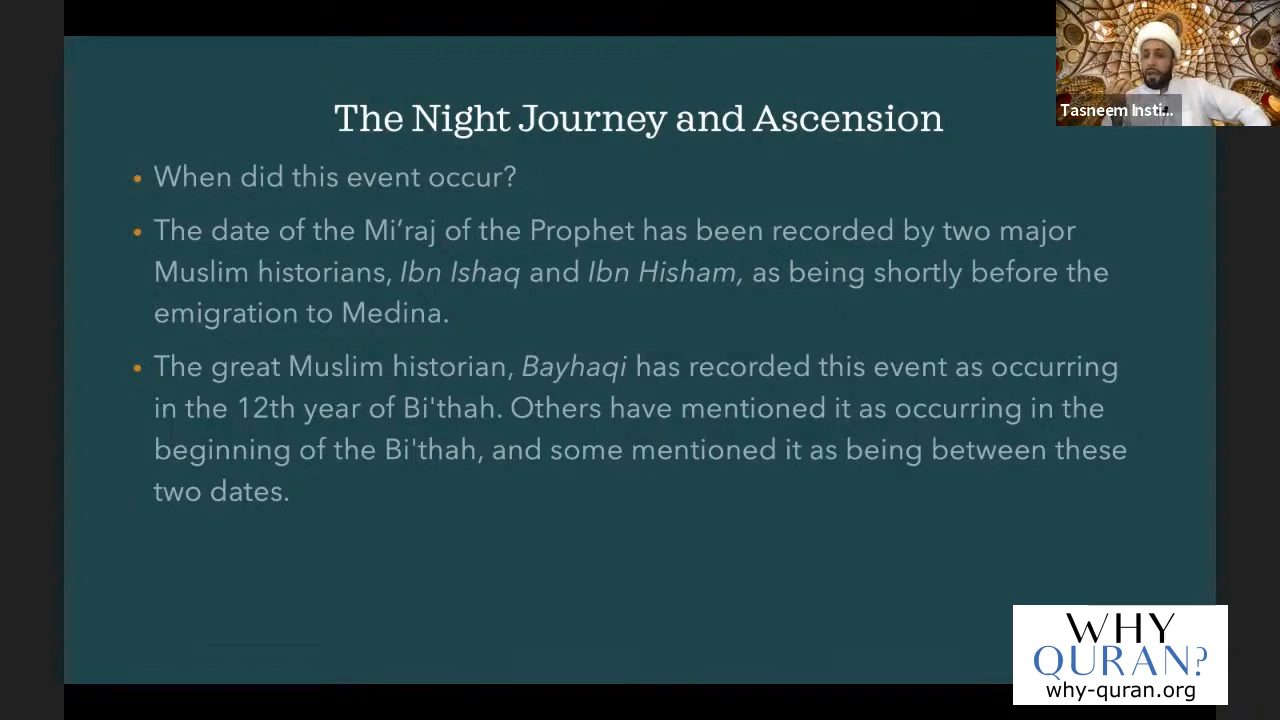 Tasneem Insti...
The Night Journey and Ascension
• When did this event occur?
• The date of the Mi’raj of the Prophet has been recorded by two major
Muslim historians, Ibn Ishaq and Ibn Hisham, as being shortly before the
emigration to Medina.
• The great Muslim historian, Bayhaqi has recorded this event as occurring
in the 12th year of Bi'thah. Others have mentioned it as occurring in the
beginning of the Bi'thah, and some mentioned it as being between these
two dates.
WHY
QURAN?
why-quran.org